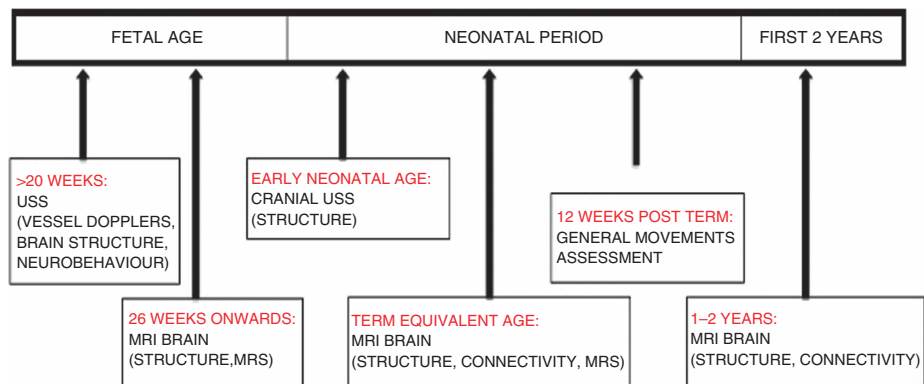 FETAL AGE
NEONATAL PERIOD
FIRST 2 YEARS
>20 WEEKS:
USS
(VESSEL DOPPLERS,
BRAIN STRUCTURE,
NEUROBEHAVIOUR)
26 WEEKS ONWARDS:
MRI BRAIN
(STRUCTURE,MRS)
EARLY NEONATAL AGE:
CRANIAL USS
(STRUCTURE)
TERM EQUIVALENT AGE:
MRI BRAIN
(STRUCTURE, CONNECTIVITY, MRS)
12 WEEKS POST TERM:
GENERAL MOVEMENTS
ASSESSMENT
1–2 YEARS:
MRI BRAIN
(STRUCTURE, CONNECTIVITY)